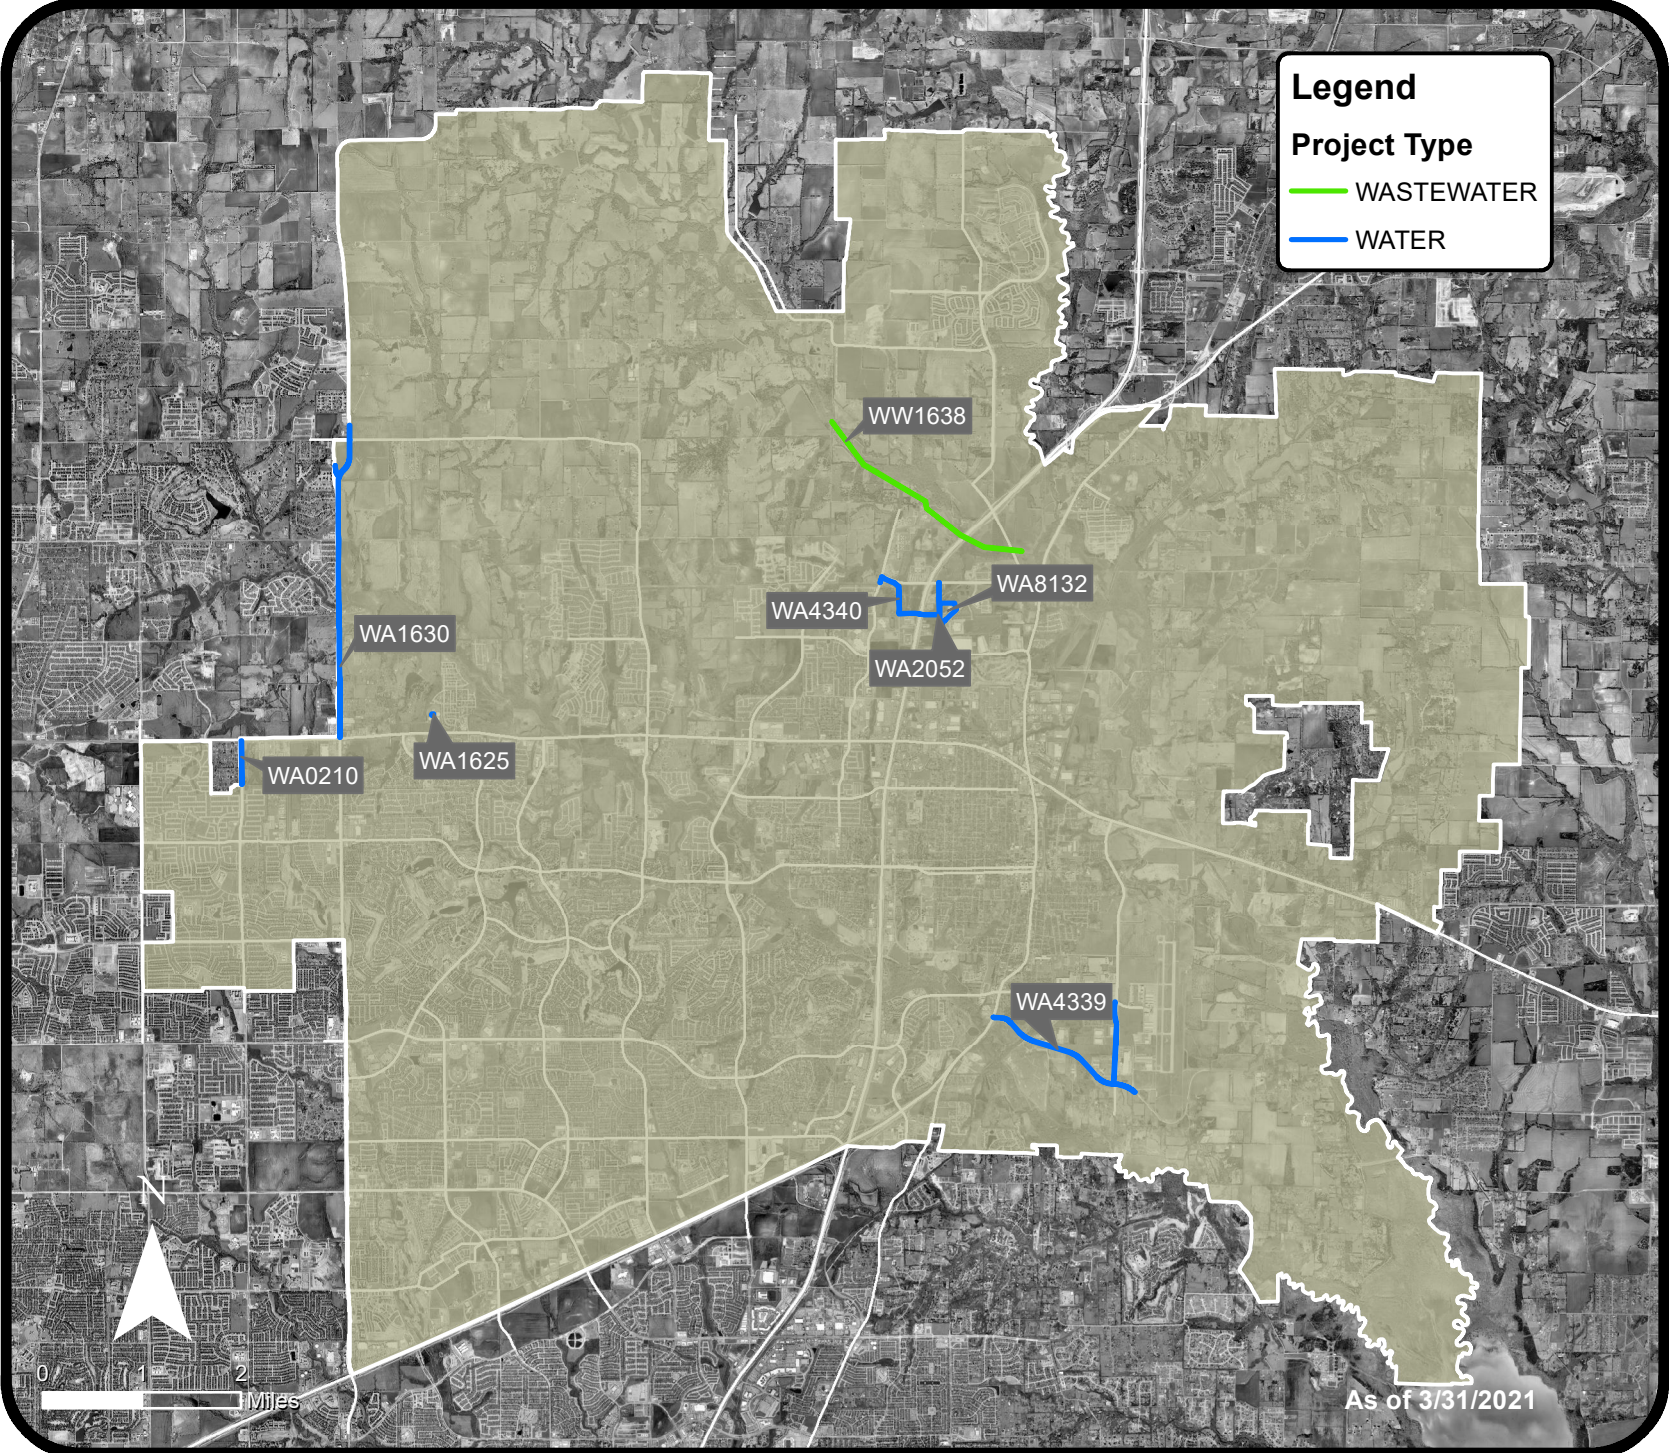 Legend
Project Type
WASTEWATER
WATER
WW1638
WA8132
WA4340
WA2052
WA1630
WA1625
WA0210
WA4339
N
0 1 2
Miles
As of 3/31/2021